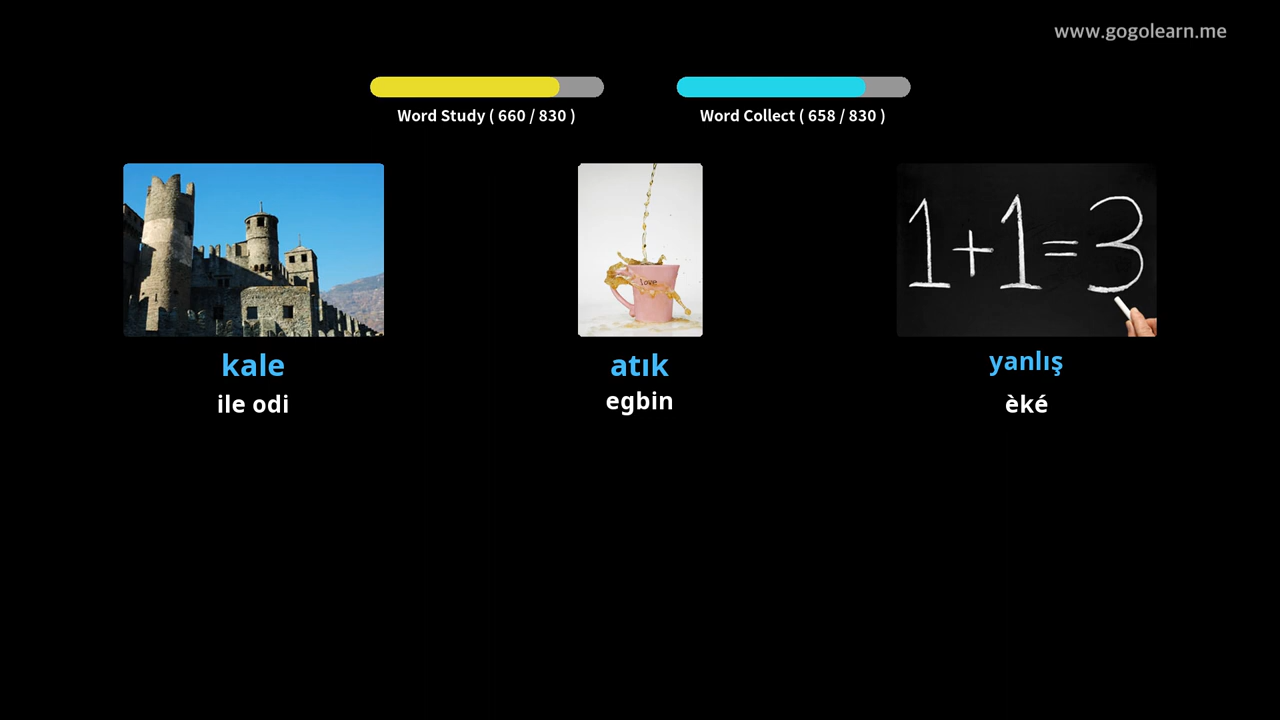 www.gogolearn.me
Word Study ( 660 / 830 )
Word Collect ( 658 / 830 )
love
1+1=3
kale
atık
yanlış
ile odi
egbin
èké